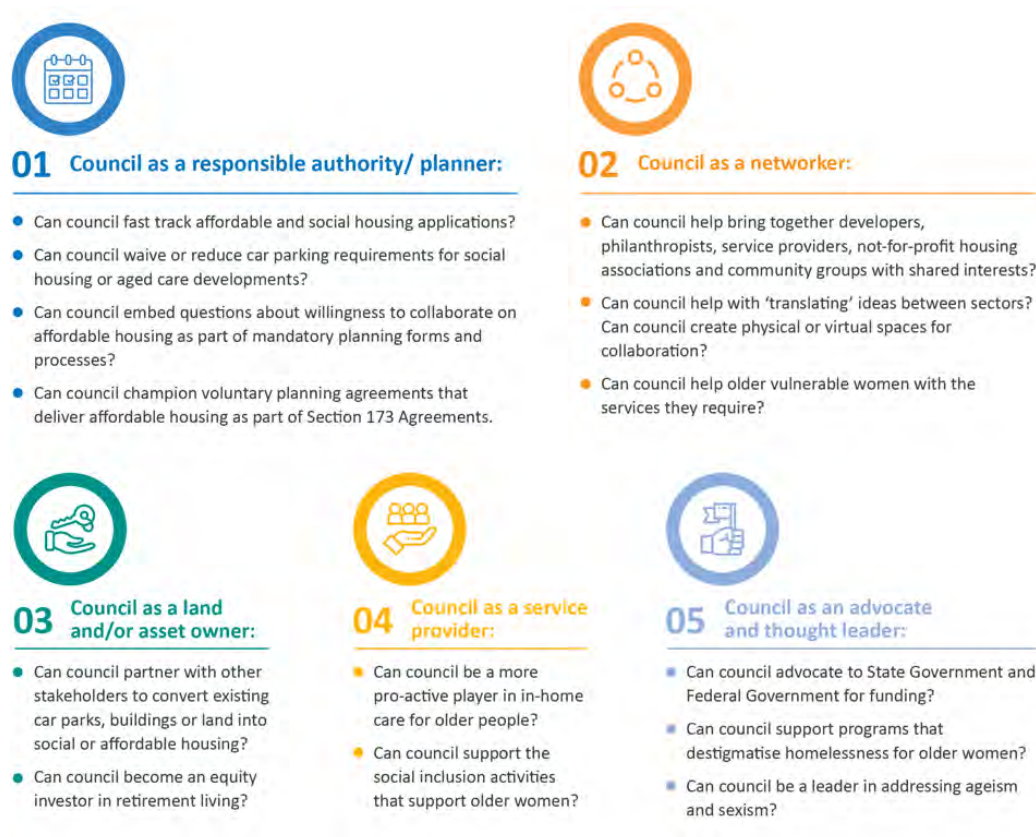 01 Council as a responsible authority/ planner:
Can council fast track affordable and social housing applications?
Can council waive or reduce car parking requirements for social
housing or aged care developments?
Can council embed questions about willingness to collaborate on
affordable housing as part of mandatory planning forms and
processes?
Can council champion voluntary planning agreements that
deliver affordable housing as part of Section 173 Agreements.
02 Council as a networker:
Can council help bring together developers,
philanthropists, service providers, not-for-profit housing
associations and community groups with shared interests?
Can council help with ‘translating’ ideas between sectors?
Can council create physical or virtual spaces for
collaboration?
Can council help older vulnerable women with the
services they require?
03 Council as a land
and/or asset owner:
Can council partner with other
stakeholders to convert existing
car parks, buildings or land into
social or affordable housing?
Can council become an equity
investor in retirement living?
04 Council as a service
provider:
Can council be a more
pro-active player in in-home
care for older people?
Can council support the
social inclusion activities
that support older women?
05 Council as an advocate
and thought leader:
Can council advocate to State Government and
Federal Government for funding?
Can council support programs that
destigmatise homelessness for older women?
Can council be a leader in addressing ageism
and sexism?